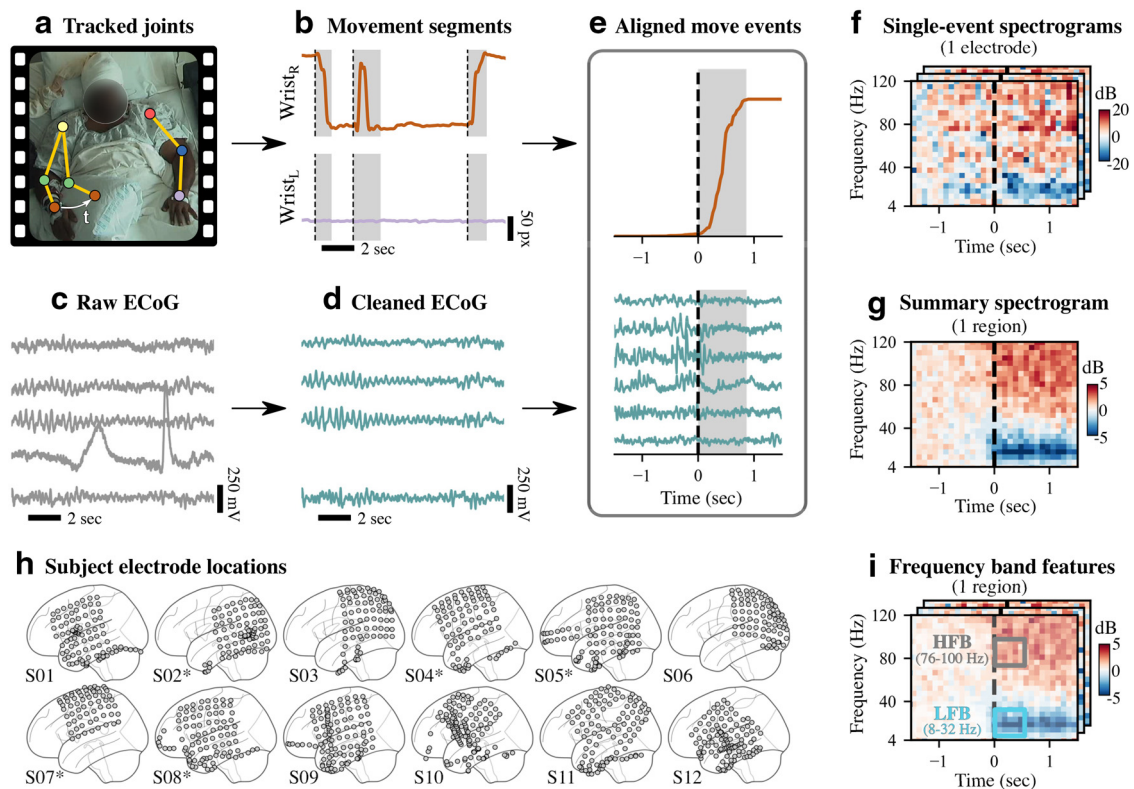 a Tracked joints
t
b Movement segments
Wrist_R
Wrist_L
2 sec
50 px
c Raw ECoG
2 sec
250 mV
d Cleaned ECoG
2 sec
250 mV
e Aligned move events
−1 0 1
−1 0 1
Time (sec)
f Single-event spectrograms
(1 electrode)
Frequency (Hz)
120
80
40
4
−1 0 1
Time (sec)
dB
20
0
-20
g Summary spectrogram
(1 region)
Frequency (Hz)
120
80
40
4
−1 0 1
Time (sec)
dB
5
0
-5
h Subject electrode locations
S01 S02* S03 S04* S05* S06
S07* S08* S09 S10 S11 S12
i Frequency band features
(1 region)
Frequency (Hz)
120
80
40
4
HFB
(76-100 Hz)
LFB
(8-32 Hz)
−1 0 1
Time (sec)
dB
5
0
-5